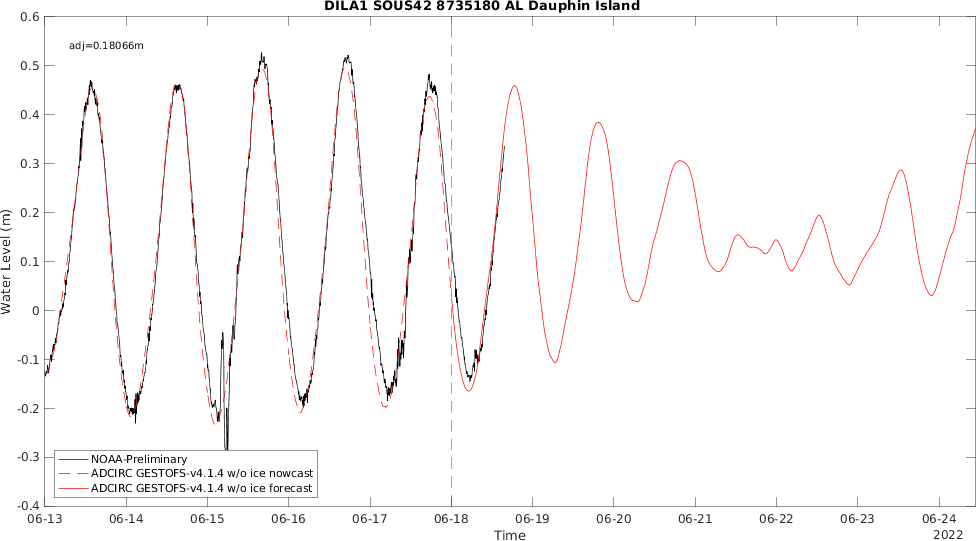 DILA1 SOUS42 8735180 AL Dauphin Island
adj=0.18066m
0.6
0.5
0.4
0.3
0.2
0.1
0
-0.1
-0.2
-0.3
-0.4
Water Level (m)
NOAA-Preliminary
ADCIRC GESTOFS-v4.1.4 w/o ice nowcast
ADCIRC GESTOFS-v4.1.4 w/o ice forecast
06-13 06-14 06-15 06-16 06-17 06-18 06-19 06-20 06-21 06-22 06-23 06-24
Time
2022